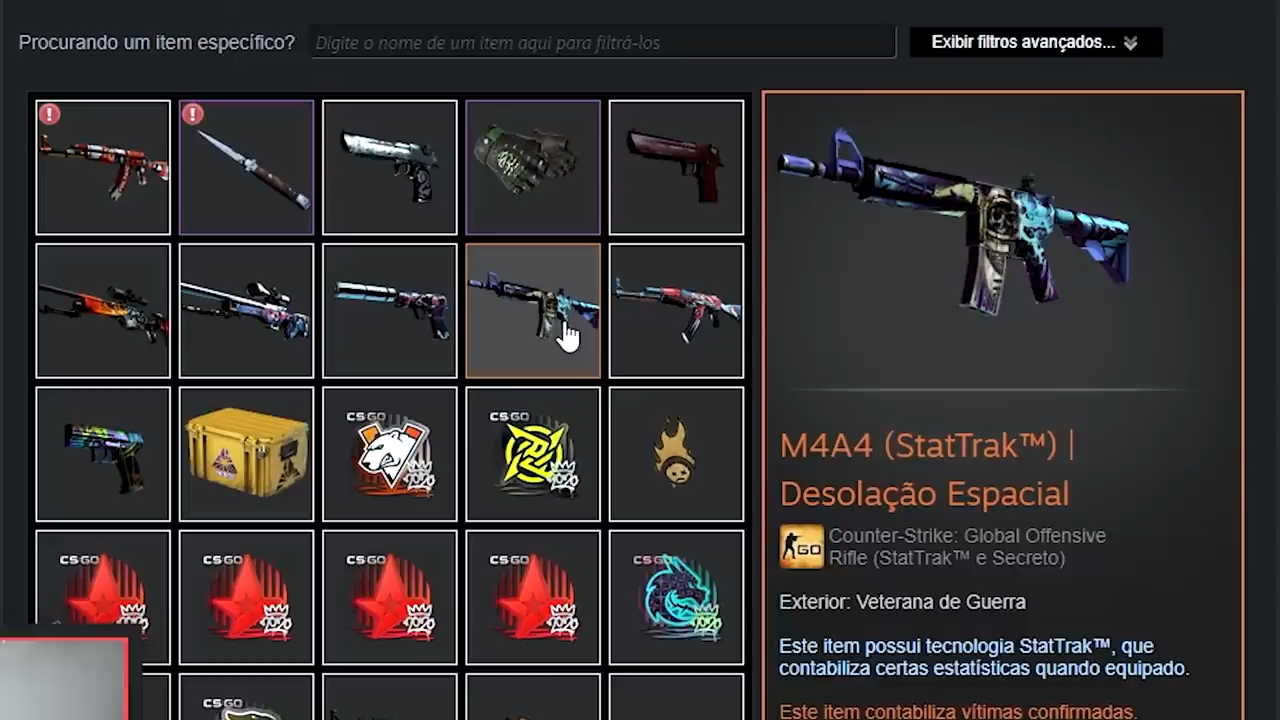 Procurando um item específico?
Digite o nome de um item aqui para filtrá-los
Exibir filtros avançados...
M4A4 (StatTrak™) |
Desolação Espacial
Counter-Strike: Global Offensive
Rifle (StatTrak™ e Secreto)
GO
Exterior: Veterana de Guerra
Este item possui tecnologia StatTrak™, que
contabiliza certas estatísticas quando equipado.
Este item contabiliza vítimas confirmadas.
CS GO
CS GO
CS GO
CS GO
CS GO
CS GO
CS GO
CS GO